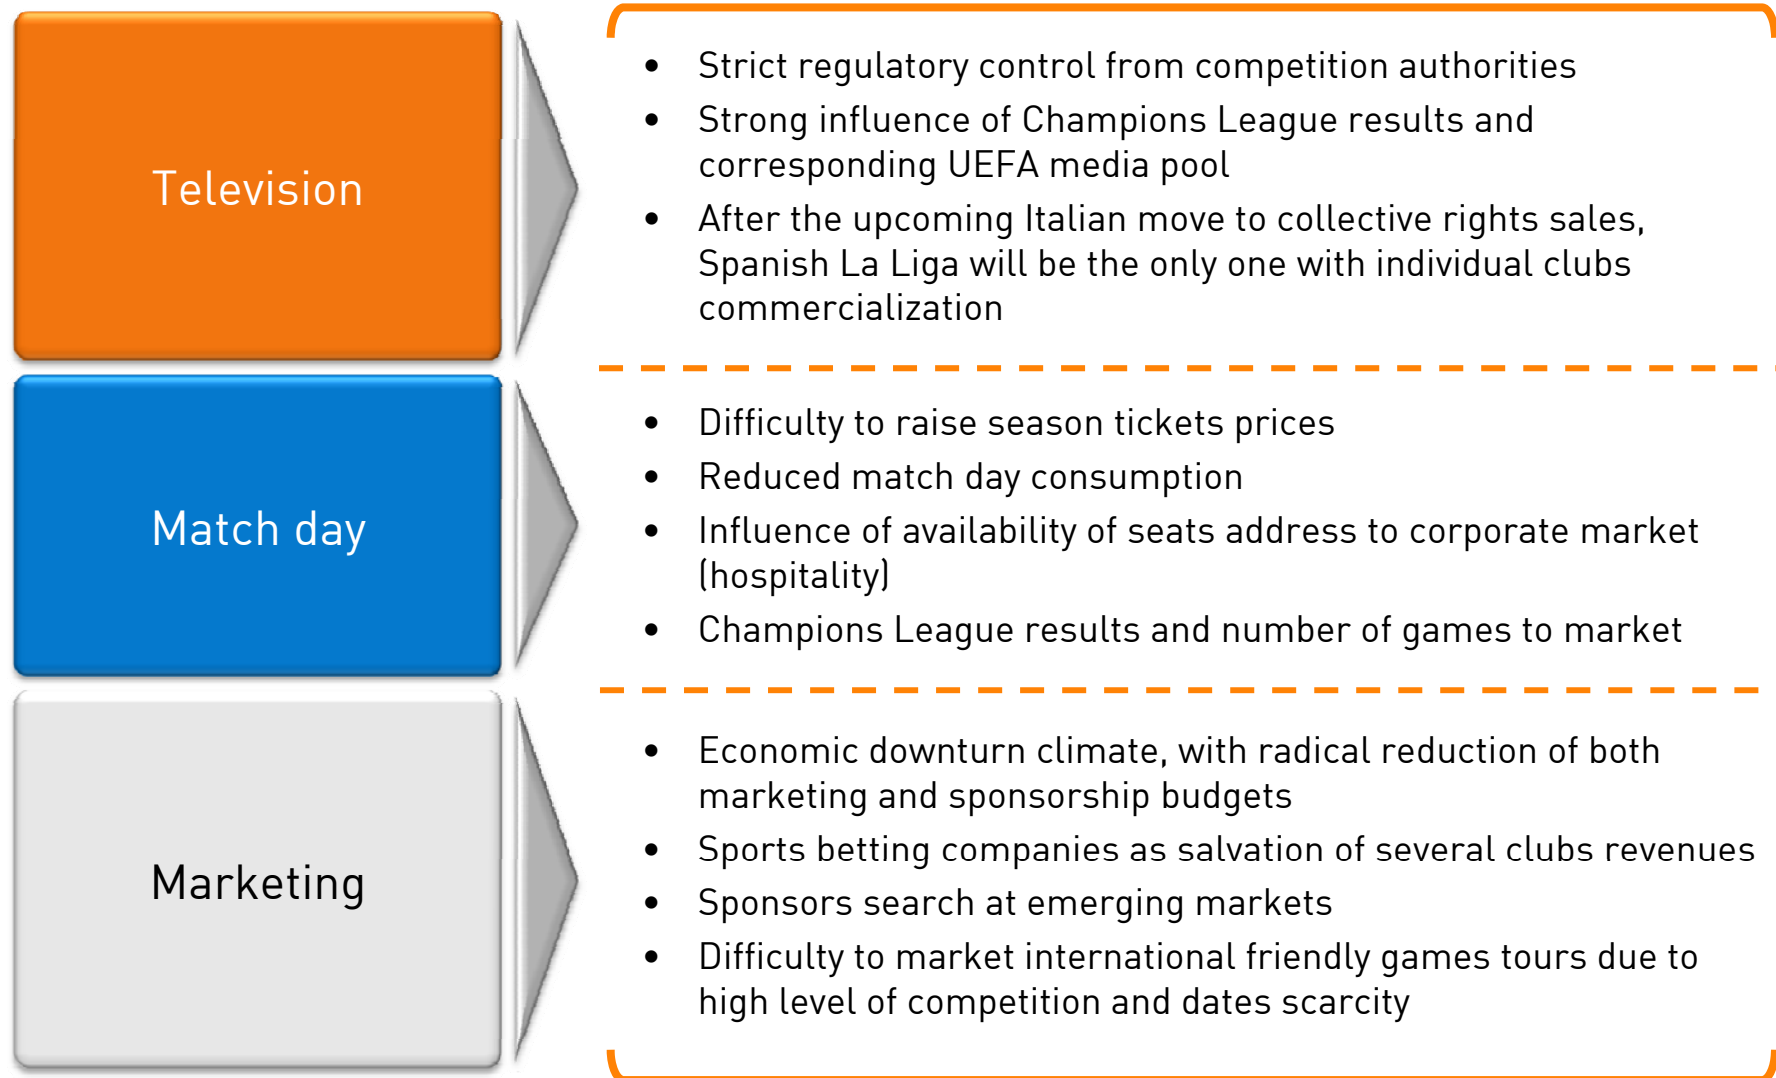 Television
• Strict regulatory control from competition authorities
• Strong influence of Champions League results and
corresponding UEFA media pool
• After the upcoming Italian move to collective rights sales,
Spanish La Liga will be the only one with individual clubs
commercialization
Match day
• Difficulty to raise season tickets prices
• Reduced match day consumption
• Influence of availability of seats address to corporate market
(hospitality)
• Champions League results and number of games to market
Marketing
• Economic downturn climate, with radical reduction of both
marketing and sponsorship budgets
• Sports betting companies as salvation of several clubs revenues
• Sponsors search at emerging markets
• Difficulty to market international friendly games tours due to
high level of competition and dates scarcity